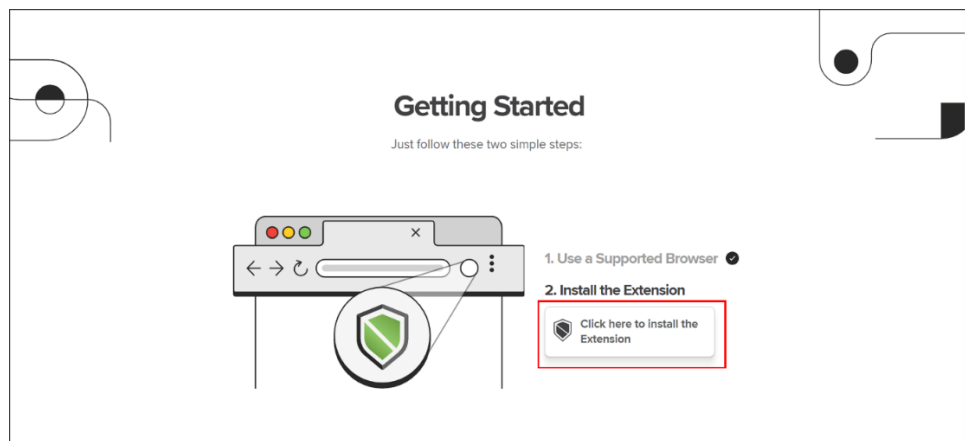 Getting Started
Just follow these two simple steps:
1. Use a Supported Browser
2. Install the Extension
Click here to install the
Extension